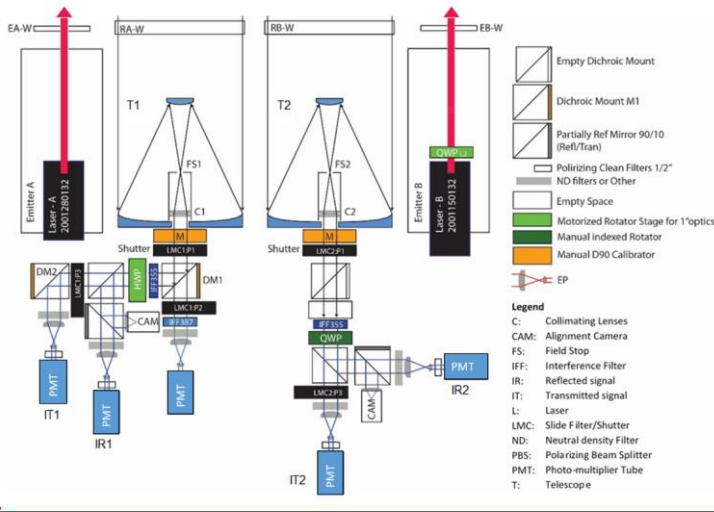 EA-W
RA-W
RB-W
EB-W
T1
T2
FS1
FS2
C1
C2
Emitter A
Laser - A
2001280132
Emitter B
Laser - B
2001150132
QWP L2
M
M
Shutter
LMC1:P1
Shutter
LMC2:P1
DM2
LMC1:P3
HWP
IFF355
DM1
LMC1:P2
CAM
IFF387
PMT
PMT
PMT
IT1
IR1
IFF355
QWP
LMC2:P3
CAM
PMT
IR2
PMT
IT2
Empty Dichroic Mount
Dichroic Mount M1
Partially Ref Mirror 90/10
(Refl/Tran)
Polirizing Clean Filters 1/2"
ND filters or Other
Empty Space
Motorized Rotator Stage for 1"optics
Manual indexed Rotator
Manual D90 Calibrator
EP
Legend
C: Collimating Lenses
CAM: Alignment Camera
FS: Field Stop
IFF: Interference Filter
IR: Reflected signal
IT: Transmitted signal
L: Laser
LMC: Slide Filter/Shutter
ND: Neutral density Filter
PBS: Polarizing Beam Splitter
PMT: Photo-multiplier Tube
T: Telescope